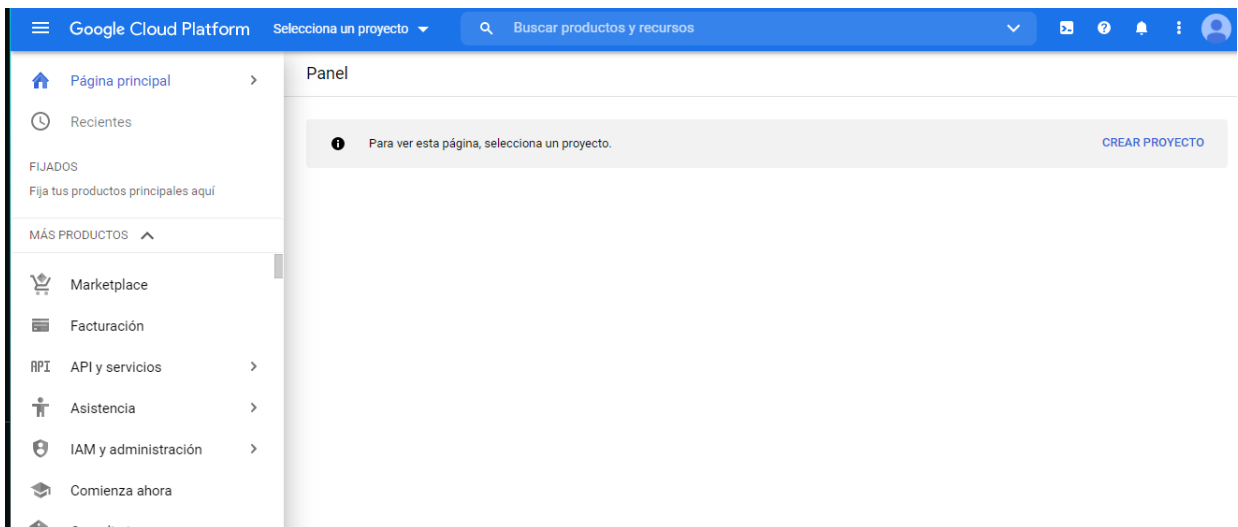 Google Cloud Platform
Selecciona un proyecto
Buscar productos y recursos
Página principal
Recientes
FIJADOS
Fija tus productos principales aquí
MÁS PRODUCTOS
Marketplace
Facturación
API
API y servicios
Asistencia
IAM y administración
Comienza ahora
Panel
Para ver esta página, selecciona un proyecto.
CREAR PROYECTO